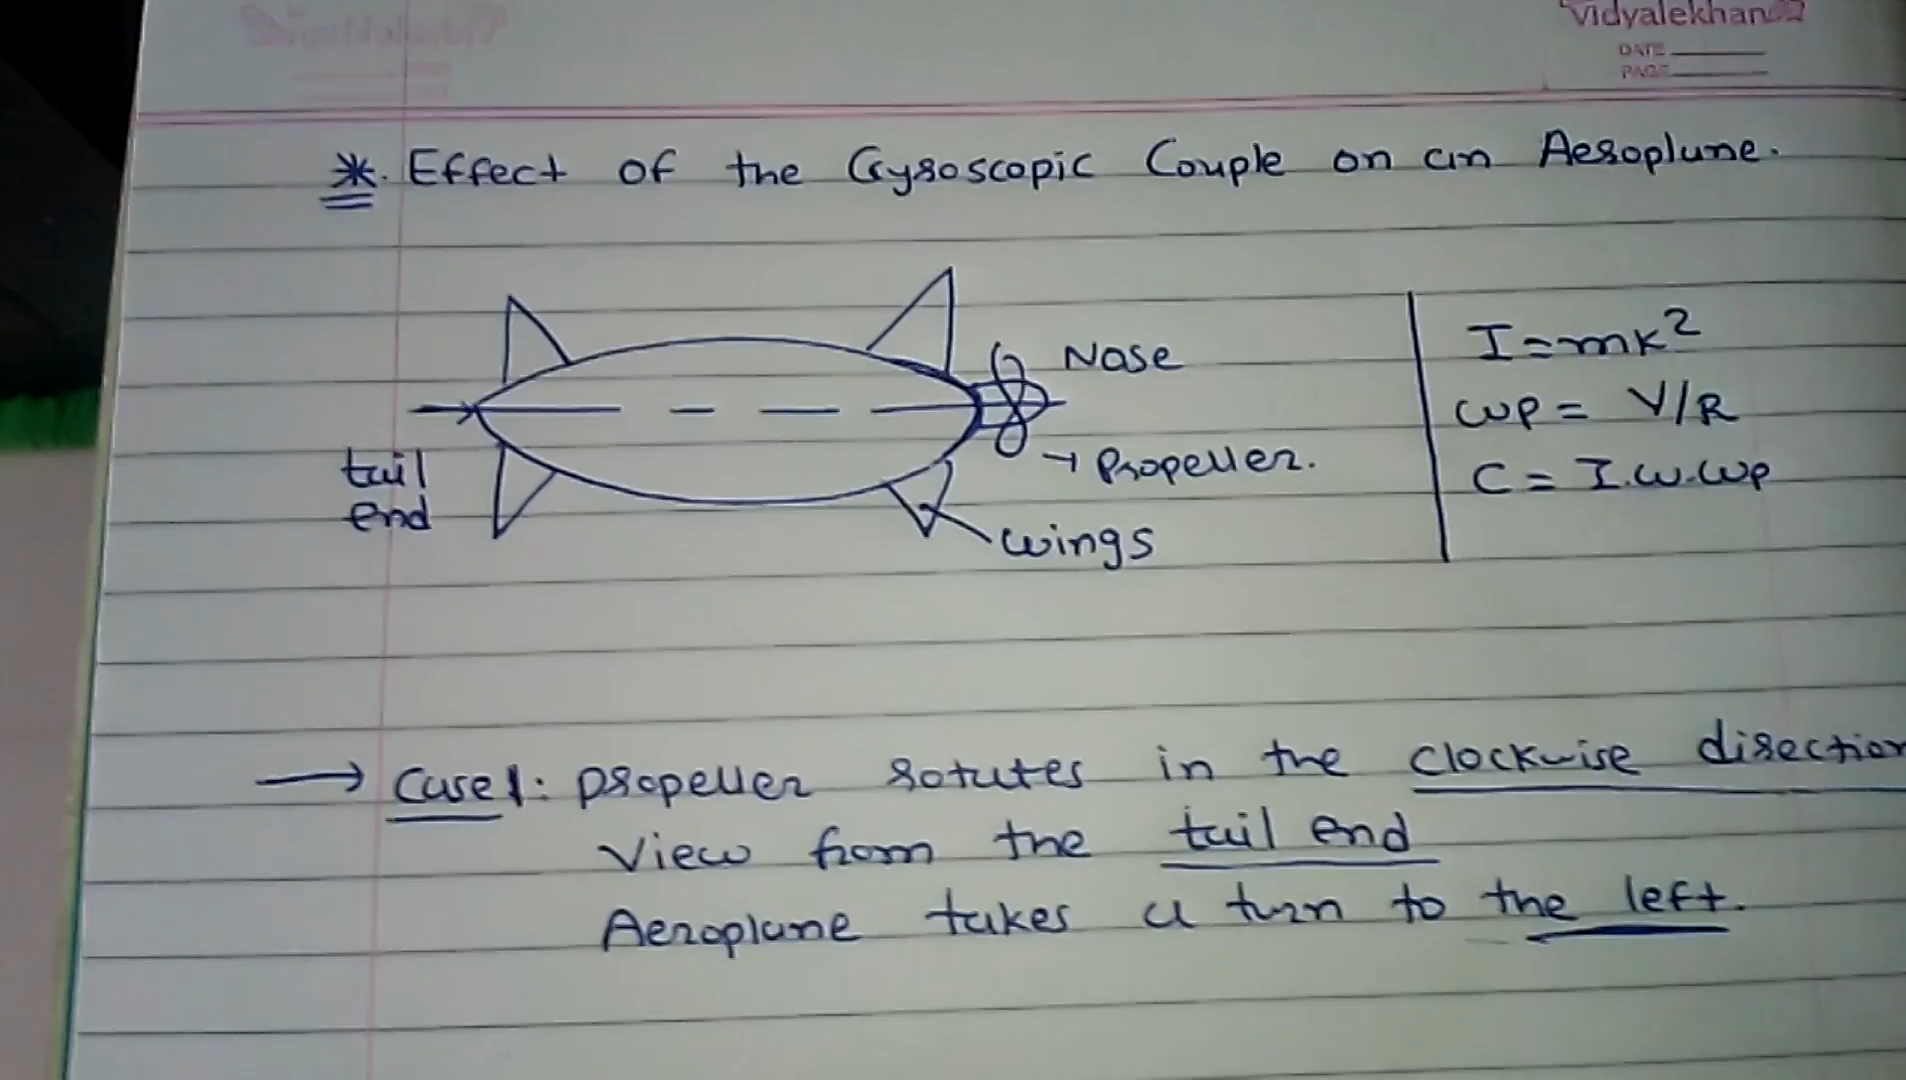 Vidyalekhan
DATE
PAGE
*. Effect of the Gyroscopic Couple on an Aeroplane.
Nose
I = mk²
ωp = V/R
tail
end
→ Propeller.
C = I.ω.ωp
wings
→ Case 1: propeller rotates in the clockwise direction
View from the tail end
Aeroplane takes a turn to the left.